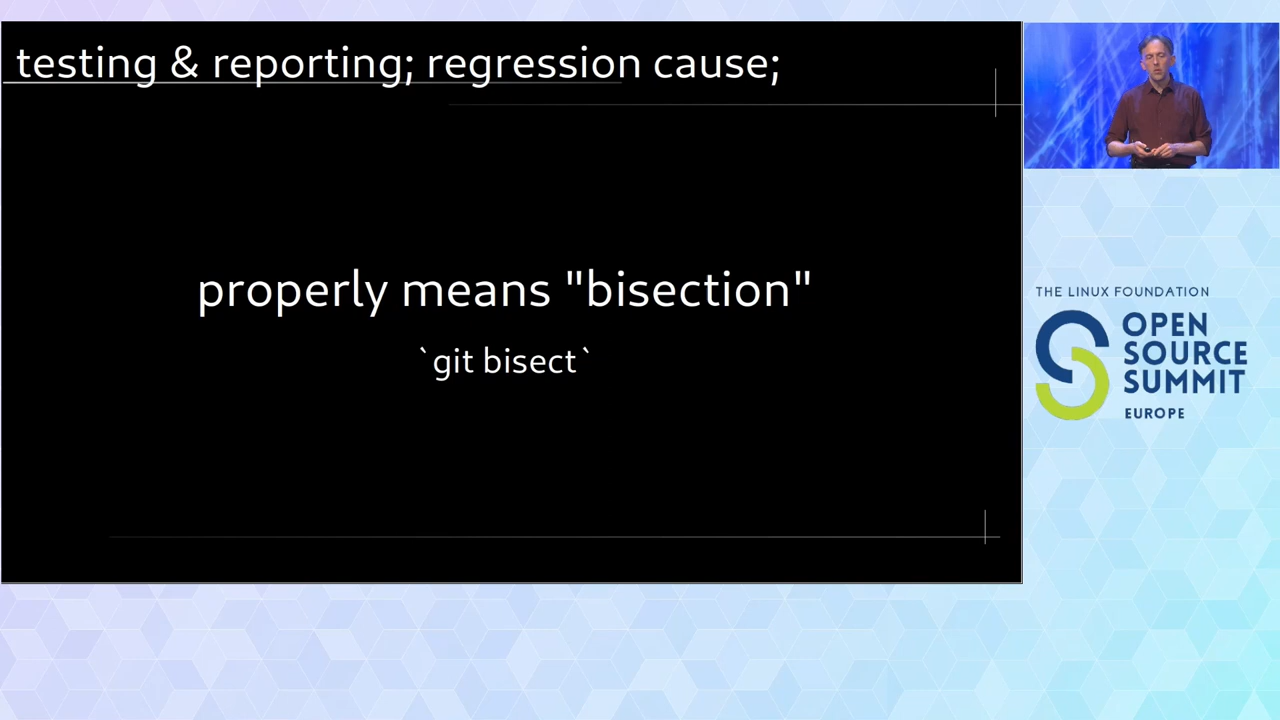 testing & reporting; regression cause;
properly means "bisection"
`git bisect`
THE LINUX FOUNDATION
OPEN
SOURCE
SUMMIT
EUROPE